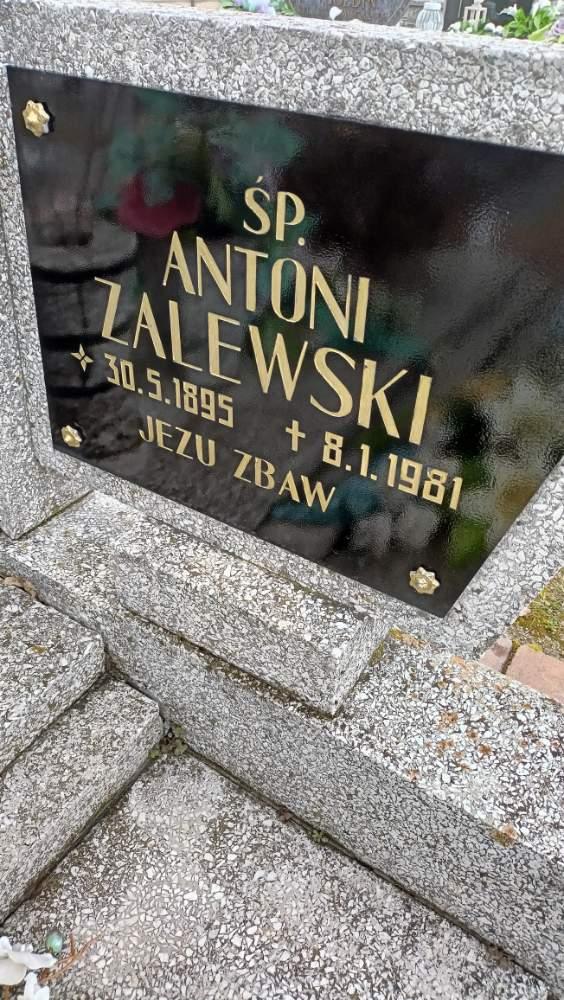 ŚP.
ANTONI
ZALEWSKI
30.5.1895 ✝ 8.1.1981
JEZU ZBAW